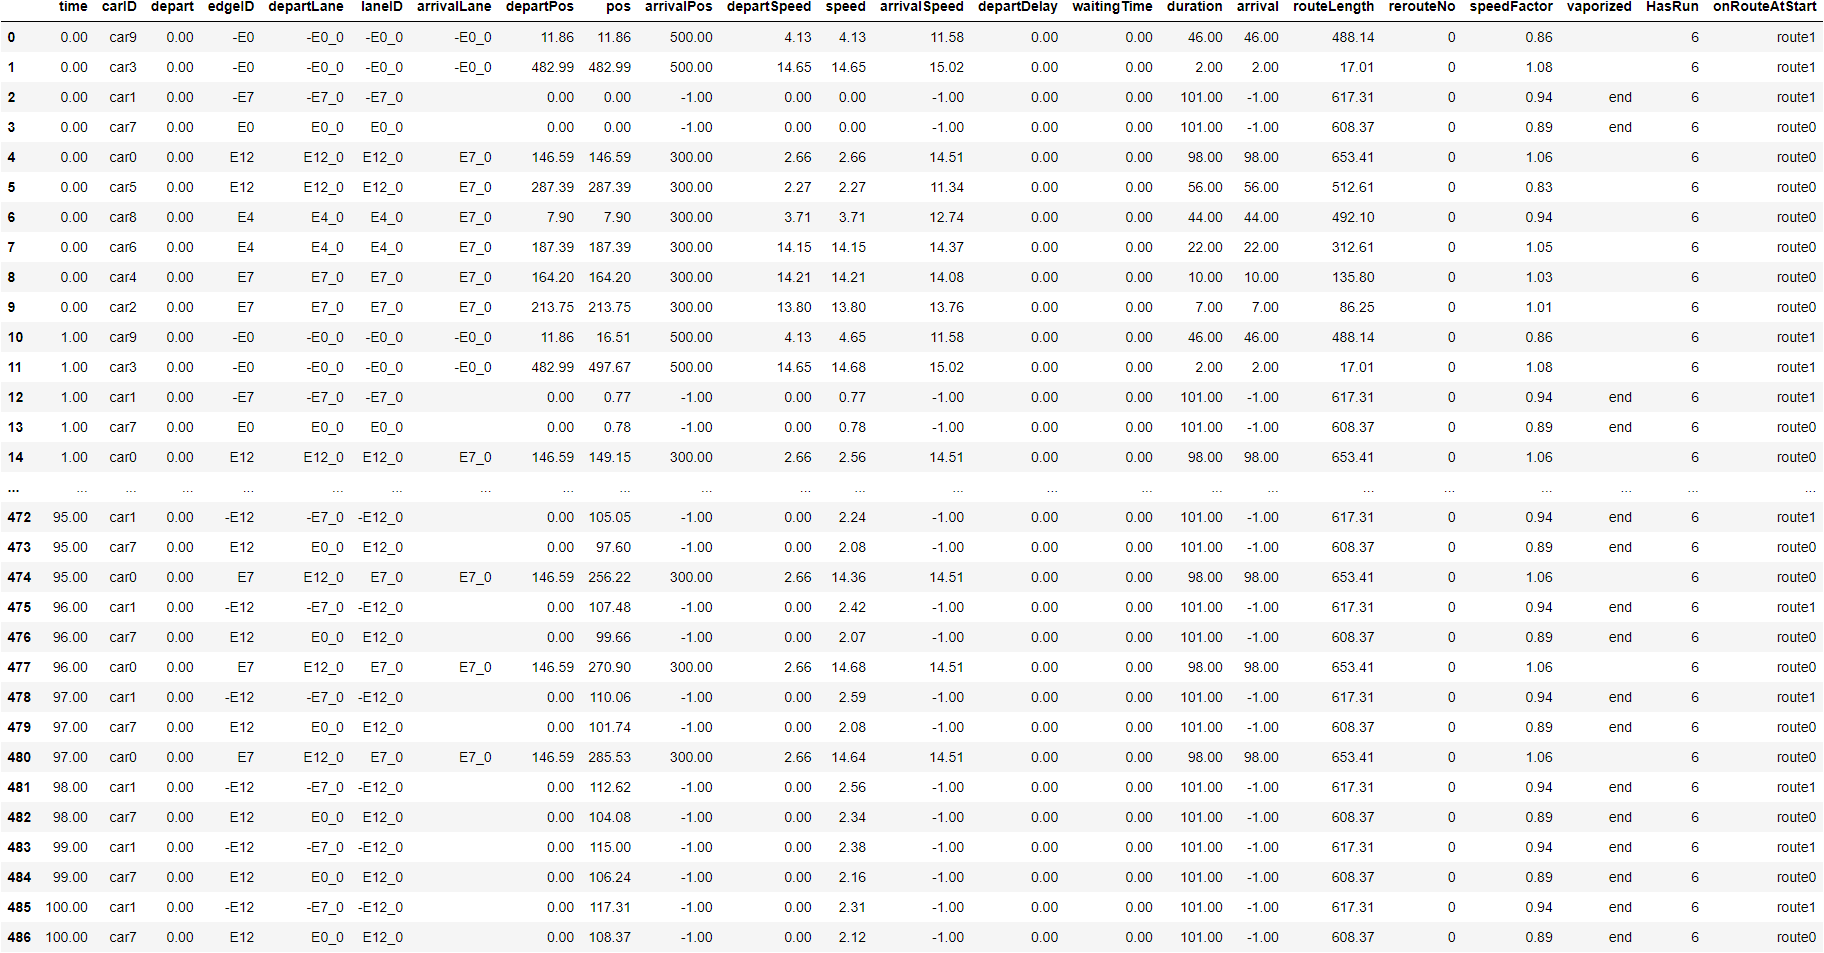 time carID depart edgeID departLane laneID arrivalLane departPos pos arrivalPos departSpeed speed arrivalSpeed departDelay waitingTime duration arrival routeLength rerouteNo speedFactor vaporized HasRun onRouteAtStart
0 0.00 car9 0.00 -E0 -E0_0 -E0_0 -E0_0 11.86 11.86 500.00 4.13 4.13 11.58 0.00 0.00 46.00 46.00 488.14 0 0.86 6 route1
1 0.00 car3 0.00 -E0 -E0_0 -E0_0 -E0_0 482.99 482.99 500.00 14.65 14.65 15.02 0.00 0.00 2.00 2.00 17.01 0 1.08 6 route1
2 0.00 car1 0.00 -E7 -E7_0 -E7_0 0.00 0.00 -1.00 0.00 0.00 -1.00 0.00 0.00 101.00 -1.00 617.31 0 0.94 end 6 route1
3 0.00 car7 0.00 E0 E0_0 E0_0 0.00 0.00 -1.00 0.00 0.00 -1.00 0.00 0.00 101.00 -1.00 608.37 0 0.89 end 6 route0
4 0.00 car0 0.00 E12 E12_0 E12_0 E7_0 146.59 146.59 300.00 2.66 2.66 14.51 0.00 0.00 98.00 98.00 653.41 0 1.06 6 route0
5 0.00 car5 0.00 E12 E12_0 E12_0 E7_0 287.39 287.39 300.00 2.27 2.27 11.34 0.00 0.00 56.00 56.00 512.61 0 0.83 6 route0
6 0.00 car8 0.00 E4 E4_0 E4_0 E7_0 7.90 7.90 300.00 3.71 3.71 12.74 0.00 0.00 44.00 44.00 492.10 0 0.94 6 route0
7 0.00 car6 0.00 E4 E4_0 E4_0 E7_0 187.39 187.39 300.00 14.15 14.15 14.37 0.00 0.00 22.00 22.00 312.61 0 1.05 6 route0
8 0.00 car4 0.00 E7 E7_0 E7_0 E7_0 164.20 164.20 300.00 14.21 14.21 14.08 0.00 0.00 10.00 10.00 135.80 0 1.03 6 route0
9 0.00 car2 0.00 E7 E7_0 E7_0 E7_0 213.75 213.75 300.00 13.80 13.80 13.76 0.00 0.00 7.00 7.00 86.25 0 1.01 6 route0
10 1.00 car9 0.00 -E0 -E0_0 -E0_0 -E0_0 11.86 16.51 500.00 4.13 4.65 11.58 0.00 0.00 46.00 46.00 488.14 0 0.86 6 route1
11 1.00 car3 0.00 -E0 -E0_0 -E0_0 -E0_0 482.99 497.67 500.00 14.65 14.68 15.02 0.00 0.00 2.00 2.00 17.01 0 1.08 6 route1
12 1.00 car1 0.00 -E7 -E7_0 -E7_0 0.00 0.77 -1.00 0.00 0.77 -1.00 0.00 0.00 101.00 -1.00 617.31 0 0.94 end 6 route1
13 1.00 car7 0.00 E0 E0_0 E0_0 0.00 0.78 -1.00 0.00 0.78 -1.00 0.00 0.00 101.00 -1.00 608.37 0 0.89 end 6 route0
14 1.00 car0 0.00 E12 E12_0 E12_0 E7_0 146.59 149.15 300.00 2.66 2.56 14.51 0.00 0.00 98.00 98.00 653.41 0 1.06 6 route0
... ... ... ... ... ... ... ... ... ... ... ... ... ... ... ... ... ... ... ... ... ... ... ...
472 95.00 car1 0.00 -E12 -E7_0 -E12_0 0.00 105.05 -1.00 0.00 2.24 -1.00 0.00 0.00 101.00 -1.00 617.31 0 0.94 end 6 route1
473 95.00 car7 0.00 E12 E0_0 E12_0 0.00 97.60 -1.00 0.00 2.08 -1.00 0.00 0.00 101.00 -1.00 608.37 0 0.89 end 6 route0
474 95.00 car0 0.00 E7 E12_0 E7_0 E7_0 146.59 256.22 300.00 2.66 14.36 14.51 0.00 0.00 98.00 98.00 653.41 0 1.06 6 route0
475 96.00 car1 0.00 -E12 -E7_0 -E12_0 0.00 107.48 -1.00 0.00 2.42 -1.00 0.00 0.00 101.00 -1.00 617.31 0 0.94 end 6 route1
476 96.00 car7 0.00 E12 E0_0 E12_0 0.00 99.66 -1.00 0.00 2.07 -1.00 0.00 0.00 101.00 -1.00 608.37 0 0.89 end 6 route0
477 96.00 car0 0.00 E7 E12_0 E7_0 E7_0 146.59 270.90 300.00 2.66 14.68 14.51 0.00 0.00 98.00 98.00 653.41 0 1.06 6 route0
478 97.00 car1 0.00 -E12 -E7_0 -E12_0 0.00 110.06 -1.00 0.00 2.59 -1.00 0.00 0.00 101.00 -1.00 617.31 0 0.94 end 6 route1
479 97.00 car7 0.00 E12 E0_0 E12_0 0.00 101.74 -1.00 0.00 2.08 -1.00 0.00 0.00 101.00 -1.00 608.37 0 0.89 end 6 route0
480 97.00 car0 0.00 E7 E12_0 E7_0 E7_0 146.59 285.53 300.00 2.66 14.64 14.51 0.00 0.00 98.00 98.00 653.41 0 1.06 6 route0
481 98.00 car1 0.00 -E12 -E7_0 -E12_0 0.00 112.62 -1.00 0.00 2.56 -1.00 0.00 0.00 101.00 -1.00 617.31 0 0.94 end 6 route1
482 98.00 car7 0.00 E12 E0_0 E12_0 0.00 104.08 -1.00 0.00 2.34 -1.00 0.00 0.00 101.00 -1.00 608.37 0 0.89 end 6 route0
483 99.00 car1 0.00 -E12 -E7_0 -E12_0 0.00 115.00 -1.00 0.00 2.38 -1.00 0.00 0.00 101.00 -1.00 617.31 0 0.94 end 6 route1
484 99.00 car7 0.00 E12 E0_0 E12_0 0.00 106.24 -1.00 0.00 2.16 -1.00 0.00 0.00 101.00 -1.00 608.37 0 0.89 end 6 route0
485 100.00 car1 0.00 -E12 -E7_0 -E12_0 0.00 117.31 -1.00 0.00 2.31 -1.00 0.00 0.00 101.00 -1.00 617.31 0 0.94 end 6 route1
486 100.00 car7 0.00 E12 E0_0 E12_0 0.00 108.37 -1.00 0.00 2.12 -1.00 0.00 0.00 101.00 -1.00 608.37 0 0.89 end 6 route0